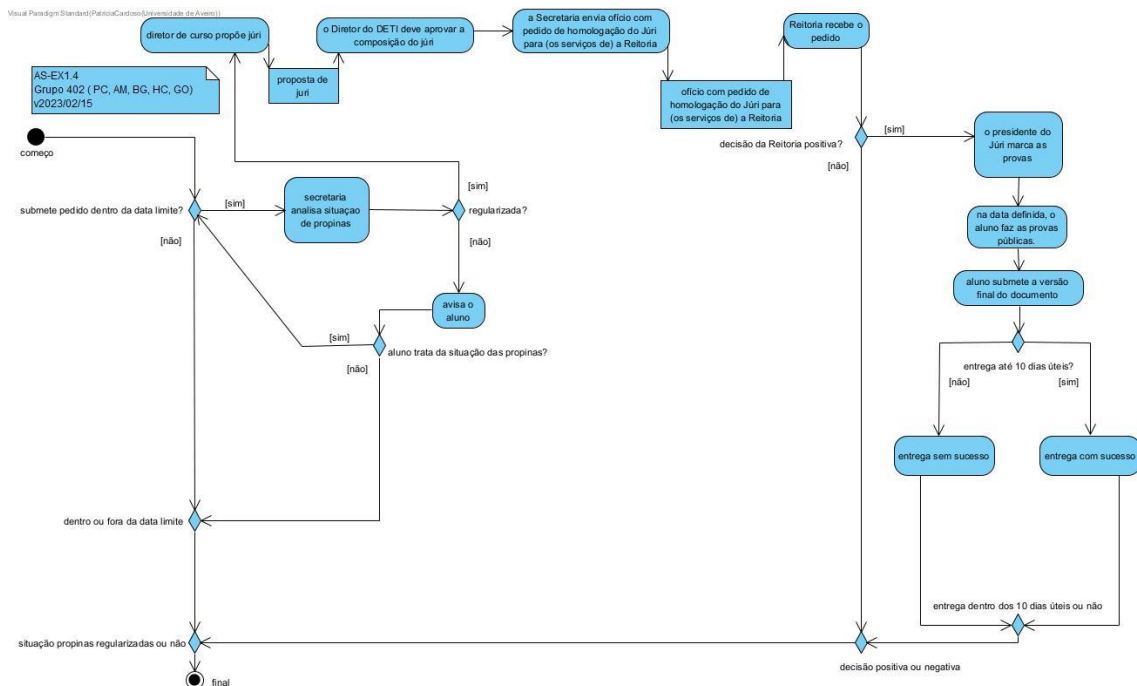 Visual Paradigm Standard(PatriciaCardoso(Universidade de Aveiro))
diretor de curso propõe júri
proposta de
juri
o Diretor do DETI deve aprovar a
composição do júri
a Secretaria envia ofício com
pedido de homologação do Júri
para (os serviços de) a Reitoria
ofício com pedido de
homologação do Júri para
(os serviços de) a Reitoria
Reitoria recebe o
pedido
AS-EX1.4
Grupo 402 ( PC, AM, BG, HC, GO)
v2023/02/15
começo
decisão da Reitoria positiva?
[sim]
[não]
o presidente do
Júri marca as
provas
submete pedido dentro da data limite?
[sim]
[não]
secretaria
analisa situaçao
de propinas
[sim]
regularizada?
[não]
na data definida, o
aluno faz as provas
públicas.
aluno submete a versão
final do documento
avisa o
aluno
[sim]
aluno trata da situação das propinas?
[não]
entrega até 10 dias úteis?
[não]
[sim]
entrega sem sucesso
entrega com sucesso
dentro ou fora da data limite
entrega dentro dos 10 dias úteis ou não
situação propinas regularizadas ou não
decisão positiva ou negativa
final